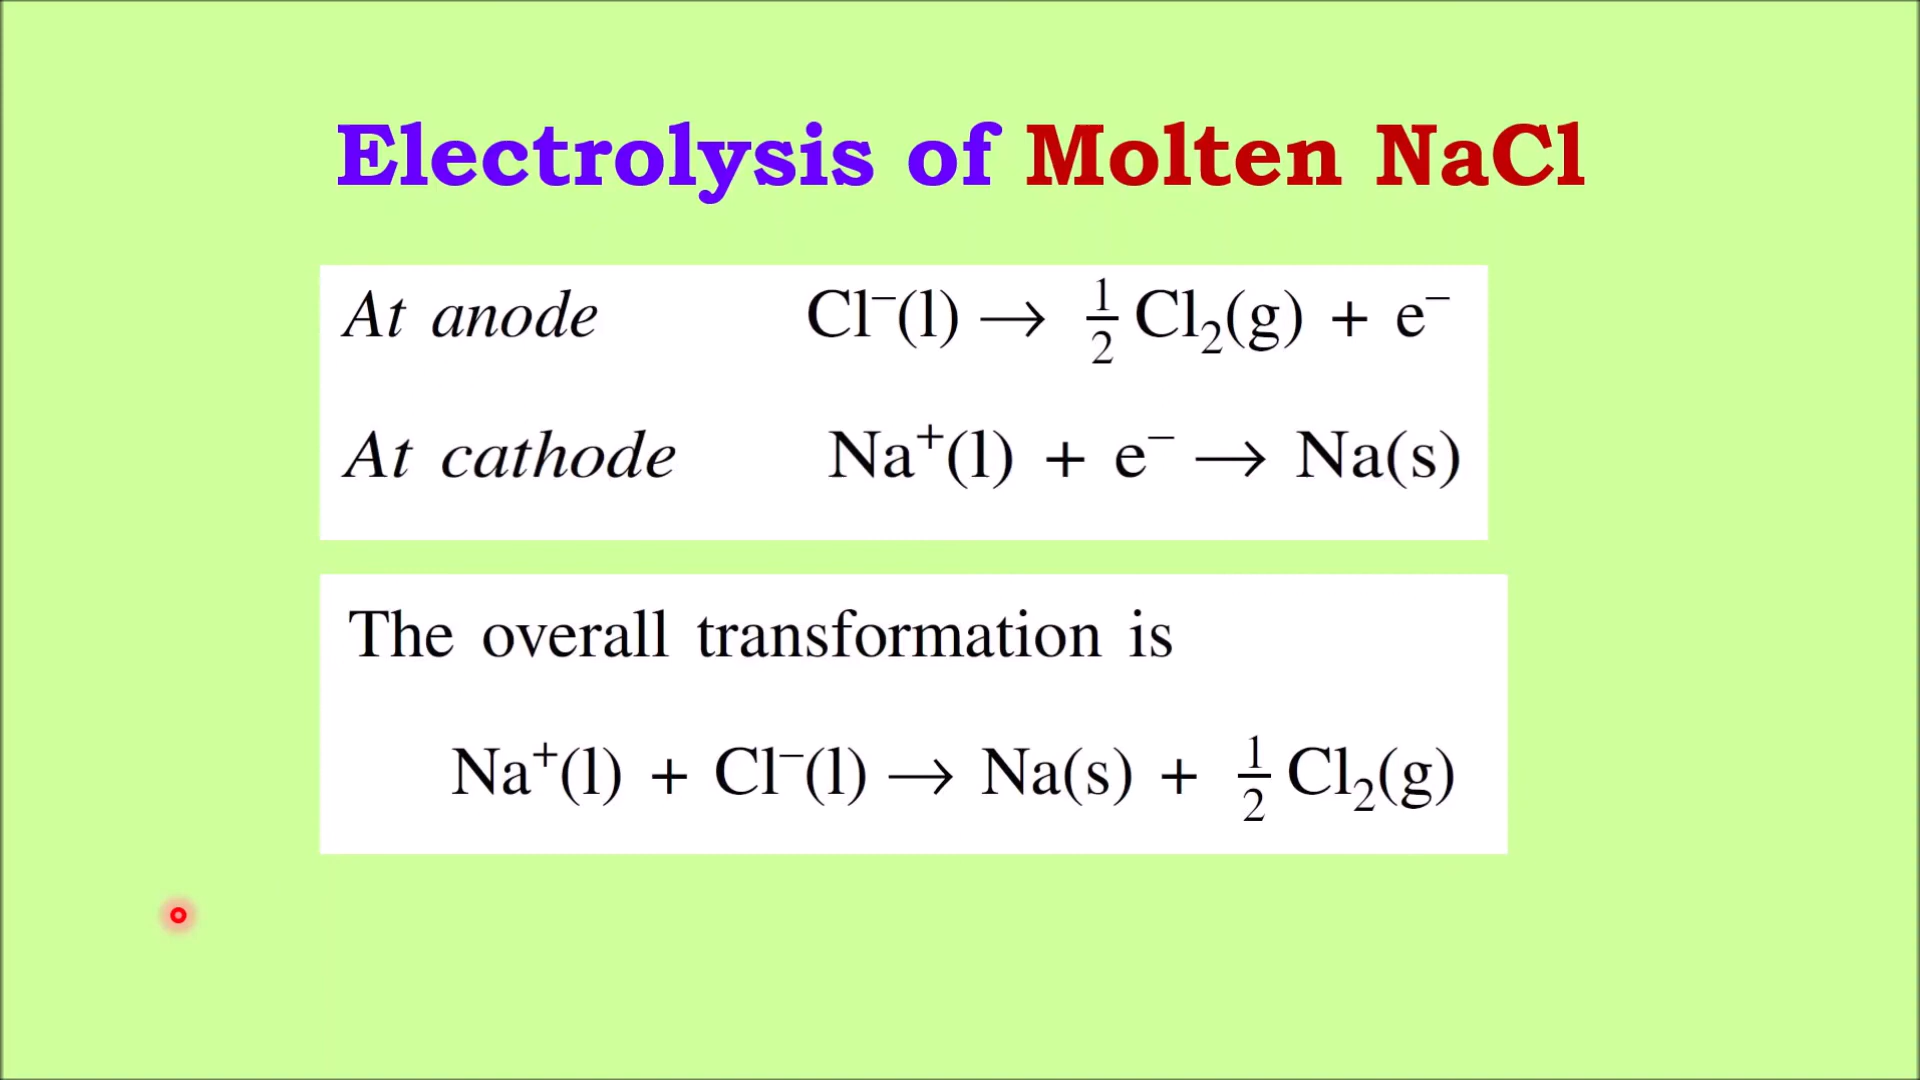 Electrolysis of Molten NaCl
At anode Cl⁻(l) → ½ Cl₂(g) + e⁻
At cathode Na⁺(l) + e⁻ → Na(s)
The overall transformation is
Na⁺(l) + Cl⁻(l) → Na(s) + ½ Cl₂(g)